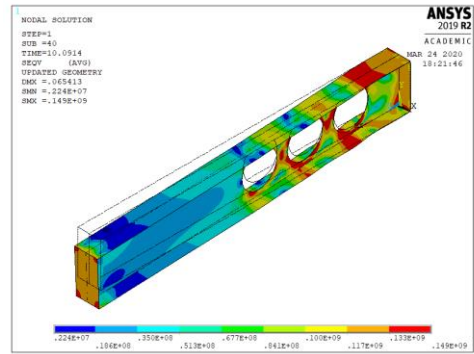 1
NODAL SOLUTION
STEP=1
SUB =40
TIME=10.0914
SEQV (AVG)
UPDATED GEOMETRY
DMX =.065413
SMN =.224E+07
SMX =.149E+09
ANSYS
2019 R2
ACADEMIC
MAR 24 2020
18:21:46
X
.224E+07 .350E+08 .677E+08 .100E+09 .133E+09
.186E+08 .513E+08 .841E+08 .117E+09 .149E+09